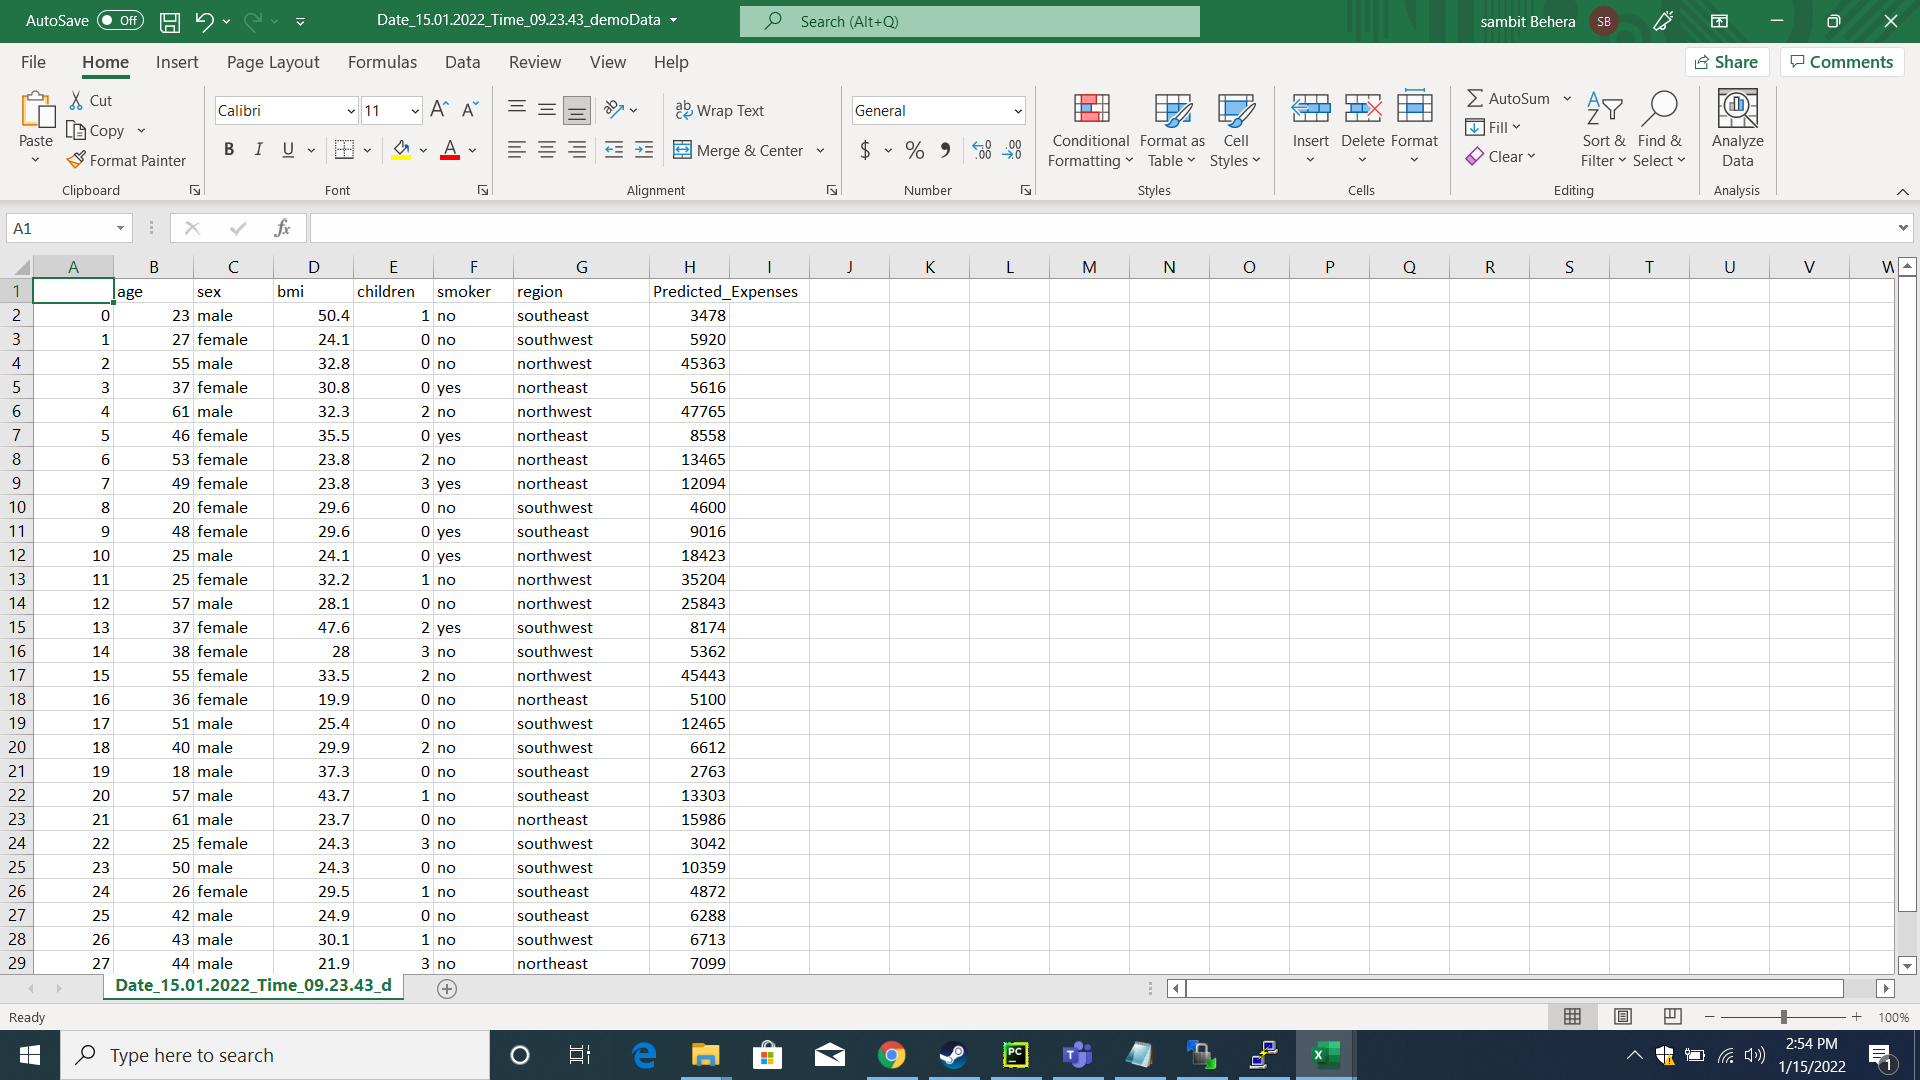 AutoSave Off Date_15.01.2022_Time_09.23.43_demoData Search (Alt+Q) sambit Behera SB
File Home Insert Page Layout Formulas Data Review View Help Share Comments
Paste Cut Copy Format Painter Clipboard
Calibri 11 B I U A Font
ab Wrap Text Merge & Center Alignment
General $ % Number
Conditional Formatting Format as Table Cell Styles Styles
Insert Delete Format Cells
AutoSum Fill Clear Sort & Filter Find & Select Editing
Analyze Data Analysis
A1 fx
A B C D E F G H I J K L M N O P Q R S T U V W
1 age sex bmi children smoker region Predicted_Expenses
2 0 23 male 50.4 1 no southeast 3478
3 1 27 female 24.1 0 no southwest 5920
4 2 55 male 32.8 0 no northwest 45363
5 3 37 female 30.8 0 yes northeast 5616
6 4 61 male 32.3 2 no northwest 47765
7 5 46 female 35.5 0 yes northeast 8558
8 6 53 female 23.8 2 no northeast 13465
9 7 49 female 23.8 3 yes northeast 12094
10 8 20 female 29.6 0 no southwest 4600
11 9 48 female 29.6 0 yes southeast 9016
12 10 25 male 24.1 0 yes northwest 18423
13 11 25 female 32.2 1 no northwest 35204
14 12 57 male 28.1 0 no northwest 25843
15 13 37 female 47.6 2 yes southwest 8174
16 14 38 female 28 3 no southwest 5362
17 15 55 female 33.5 2 no northwest 45443
18 16 36 female 19.9 0 no northeast 5100
19 17 51 male 25.4 0 no southwest 12465
20 18 40 male 29.9 2 no southwest 6612
21 19 18 male 37.3 0 no southeast 2763
22 20 57 male 43.7 1 no southeast 13303
23 21 61 male 23.7 0 no northeast 15986
24 22 25 female 24.3 3 no southwest 3042
25 23 50 male 24.3 0 no southwest 10359
26 24 26 female 29.5 1 no southeast 4872
27 25 42 male 24.9 0 no southeast 6288
28 26 43 male 30.1 1 no southwest 6713
29 27 44 male 21.9 3 no northeast 7099
Date_15.01.2022_Time_09.23.43_d
Ready 100%
Type here to search PC 2:54 PM
1/15/2022 1